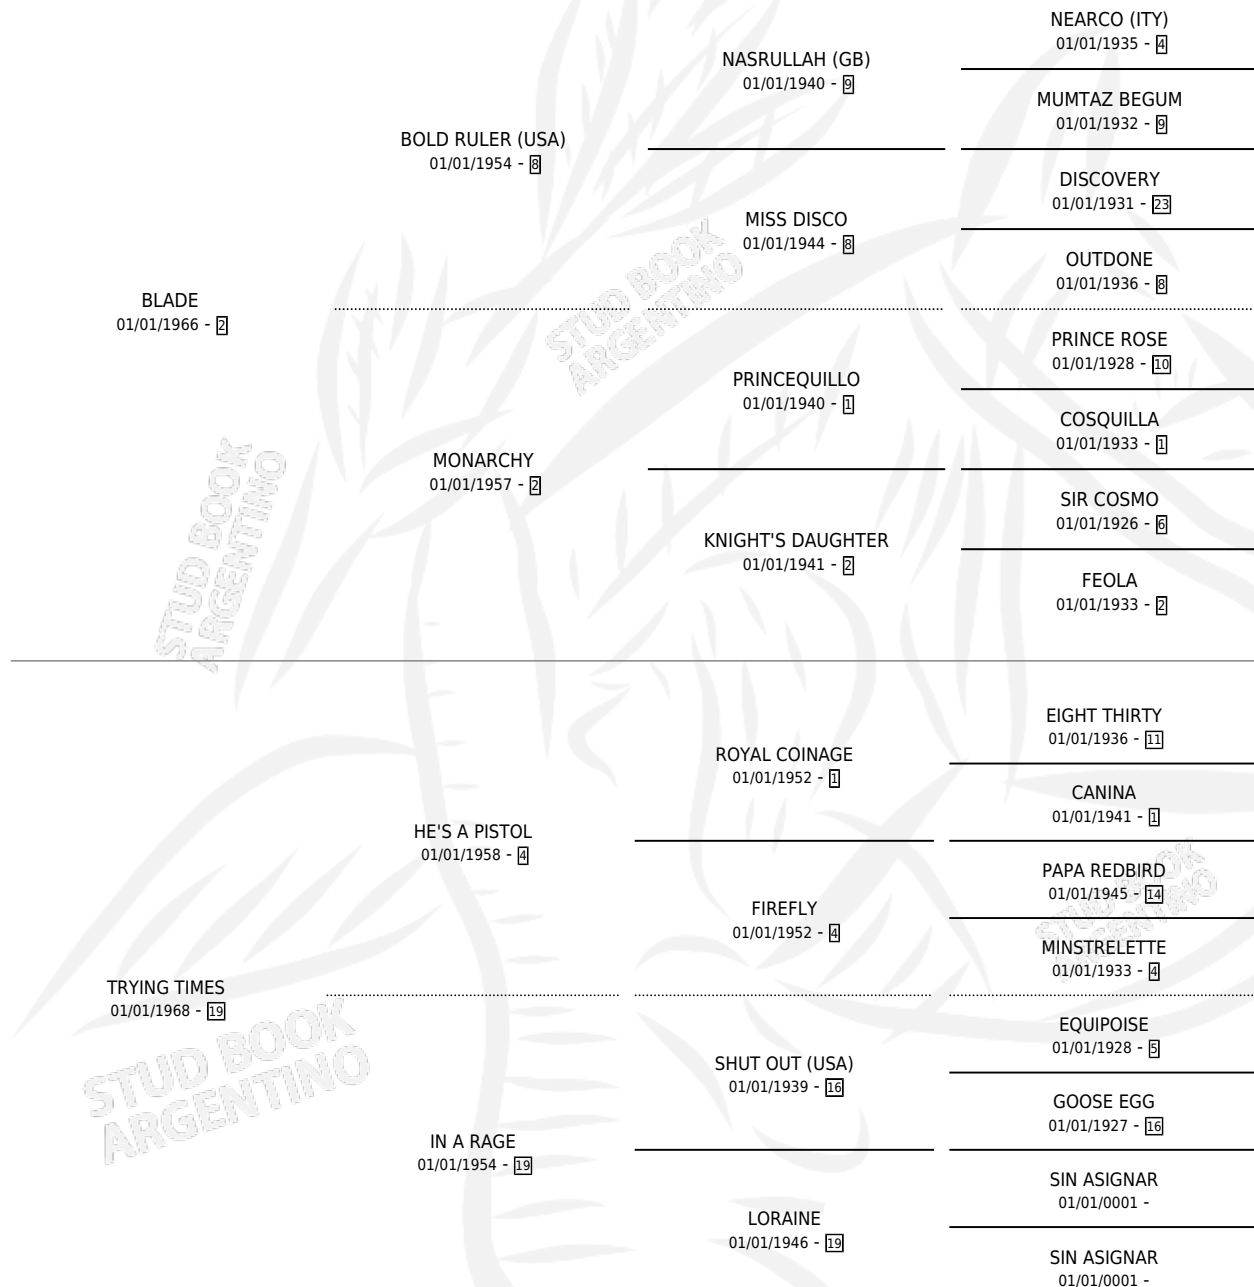 NEARCO (ITY)
01/01/1935 - 4
NASRULLAH (GB)
01/01/1940 - 9
MUMTAZ BEGUM
01/01/1932 - 9
BOLD RULER (USA)
01/01/1954 - 8
DISCOVERY
01/01/1931 - 23
MISS DISCO
01/01/1944 - 8
OUTDONE
01/01/1936 - 8
BLADE
01/01/1966 - 2
PRINCE ROSE
01/01/1928 - 10
PRINCEQUILLO
01/01/1940 - 1
COSQUILLA
01/01/1933 - 1
MONARCHY
01/01/1957 - 2
SIR COSMO
01/01/1926 - 6
KNIGHT'S DAUGHTER
01/01/1941 - 2
FEOLA
01/01/1933 - 2
EIGHT THIRTY
01/01/1936 - 11
ROYAL COINAGE
01/01/1952 - 1
CANINA
01/01/1941 - 1
HE'S A PISTOL
01/01/1958 - 4
PAPA REDBIRD
01/01/1945 - 14
FIREFLY
01/01/1952 - 4
MINSTRELETTE
01/01/1933 - 4
TRYING TIMES
01/01/1968 - 19
EQUIPOISE
01/01/1928 - 5
SHUT OUT (USA)
01/01/1939 - 16
GOOSE EGG
01/01/1927 - 16
IN A RAGE
01/01/1954 - 19
SIN ASIGNAR
01/01/0001 -
LORAINE
01/01/1946 - 19
SIN ASIGNAR
01/01/0001 -
STUD BOOK
ARGENTINO
STUD BOOK
ARGENTINO
STUD BOOK
ARGENTINO
STUD BOOK
ARGENTINO